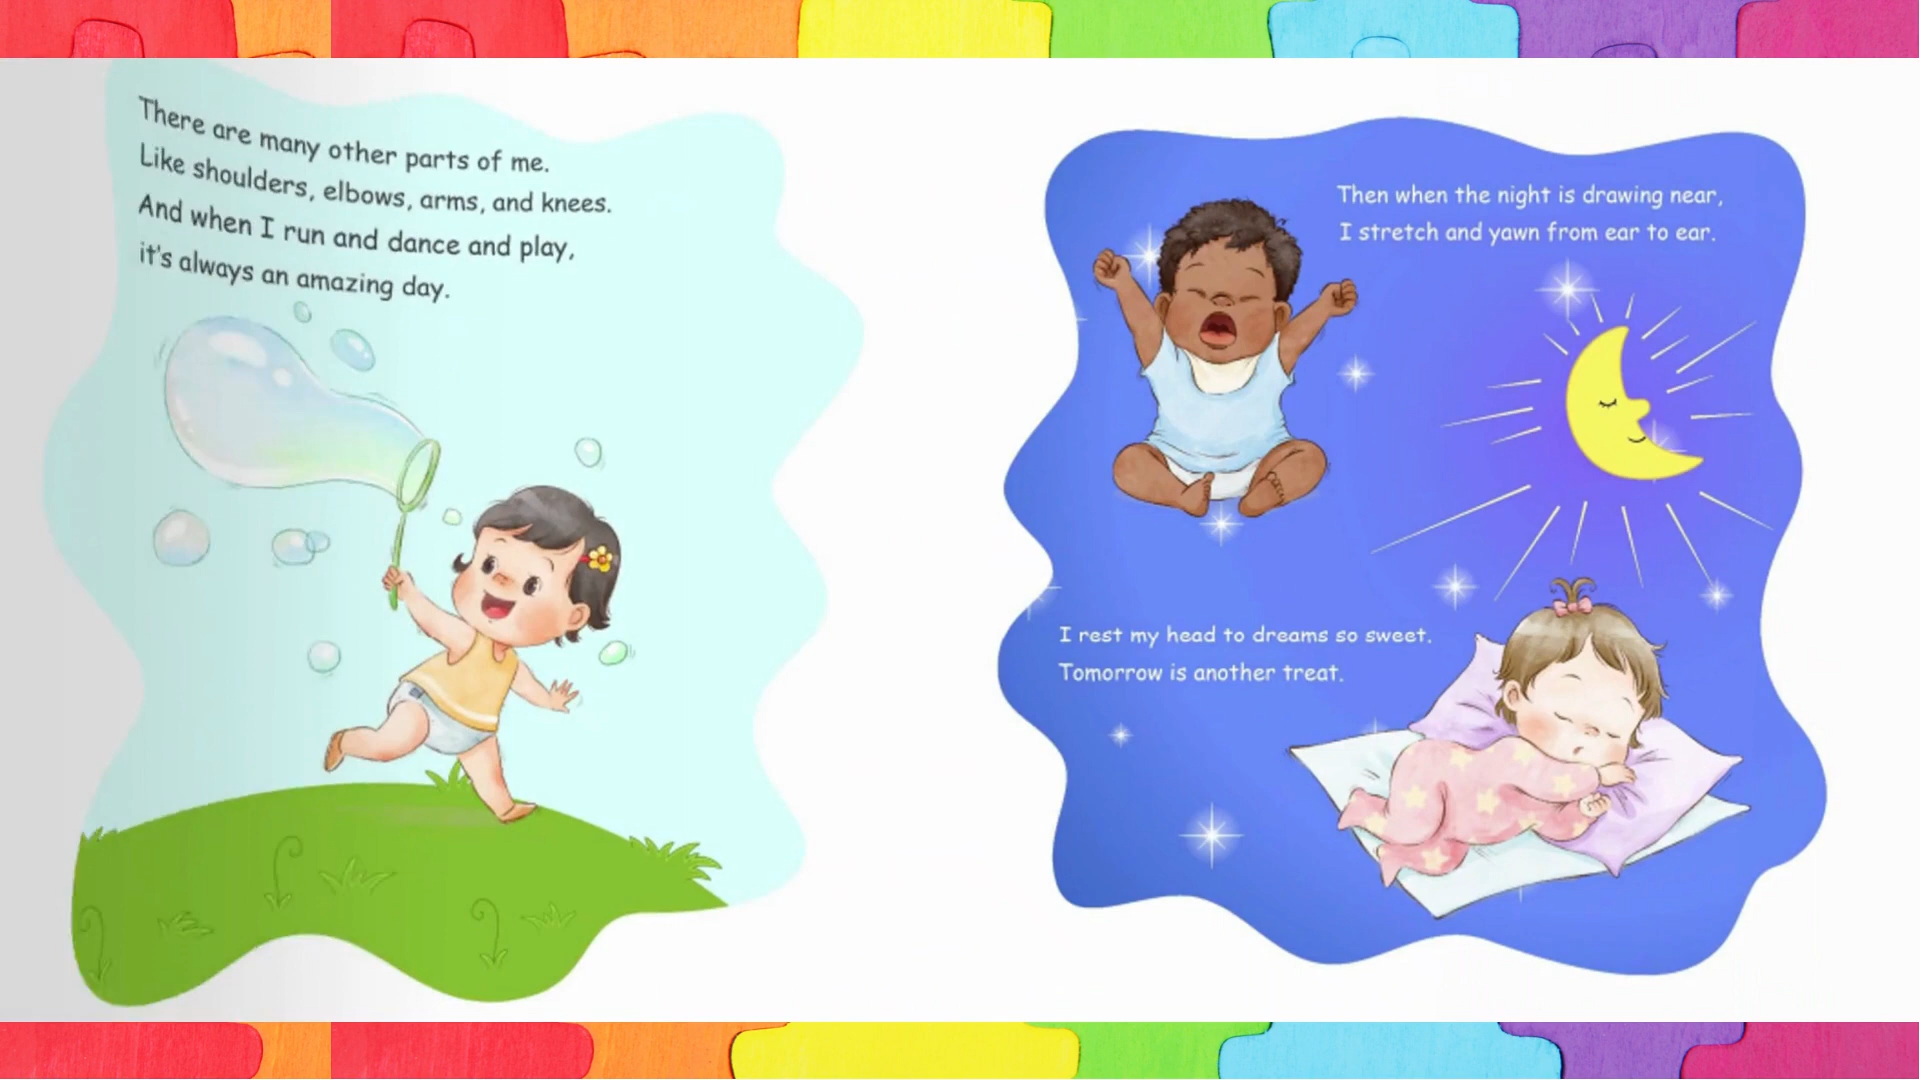 There are many other parts of me.
Like shoulders, elbows, arms, and knees.
And when I run and dance and play,
it's always an amazing day.
Then when the night is drawing near,
I stretch and yawn from ear to ear.
I rest my head to dreams so sweet.
Tomorrow is another treat.